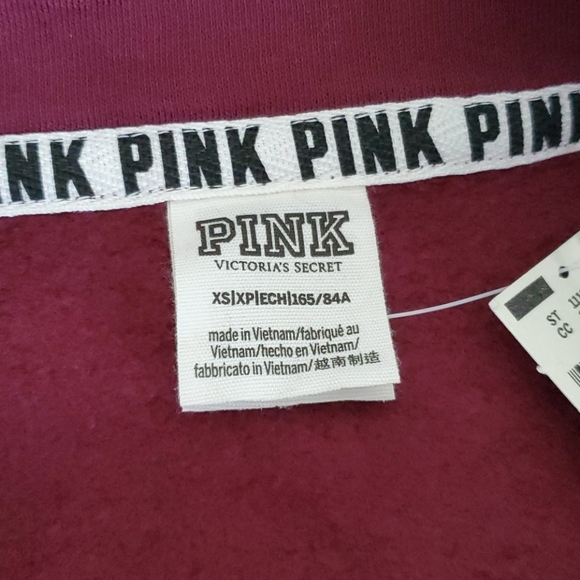 PINK PINK PINK
PINK
VICTORIA'S SECRET
XS|XP|ECH|165/84A
made in Vietnam/fabriqué au
Vietnam/hecho en Vietnam/
fabbricato in Vietnam/越南制造
ST
CC